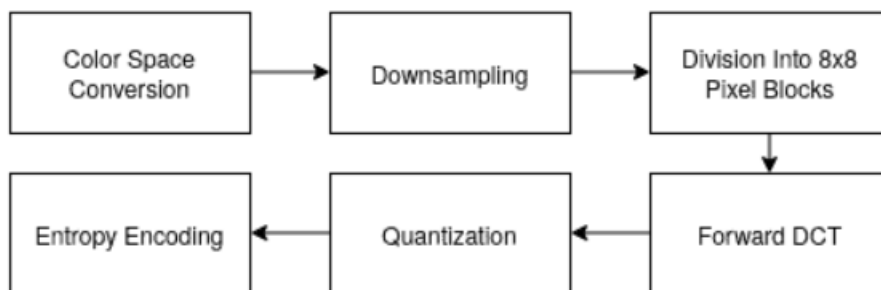 Color Space
Conversion
Downsampling
Division Into 8x8
Pixel Blocks
Entropy Encoding
Quantization
Forward DCT